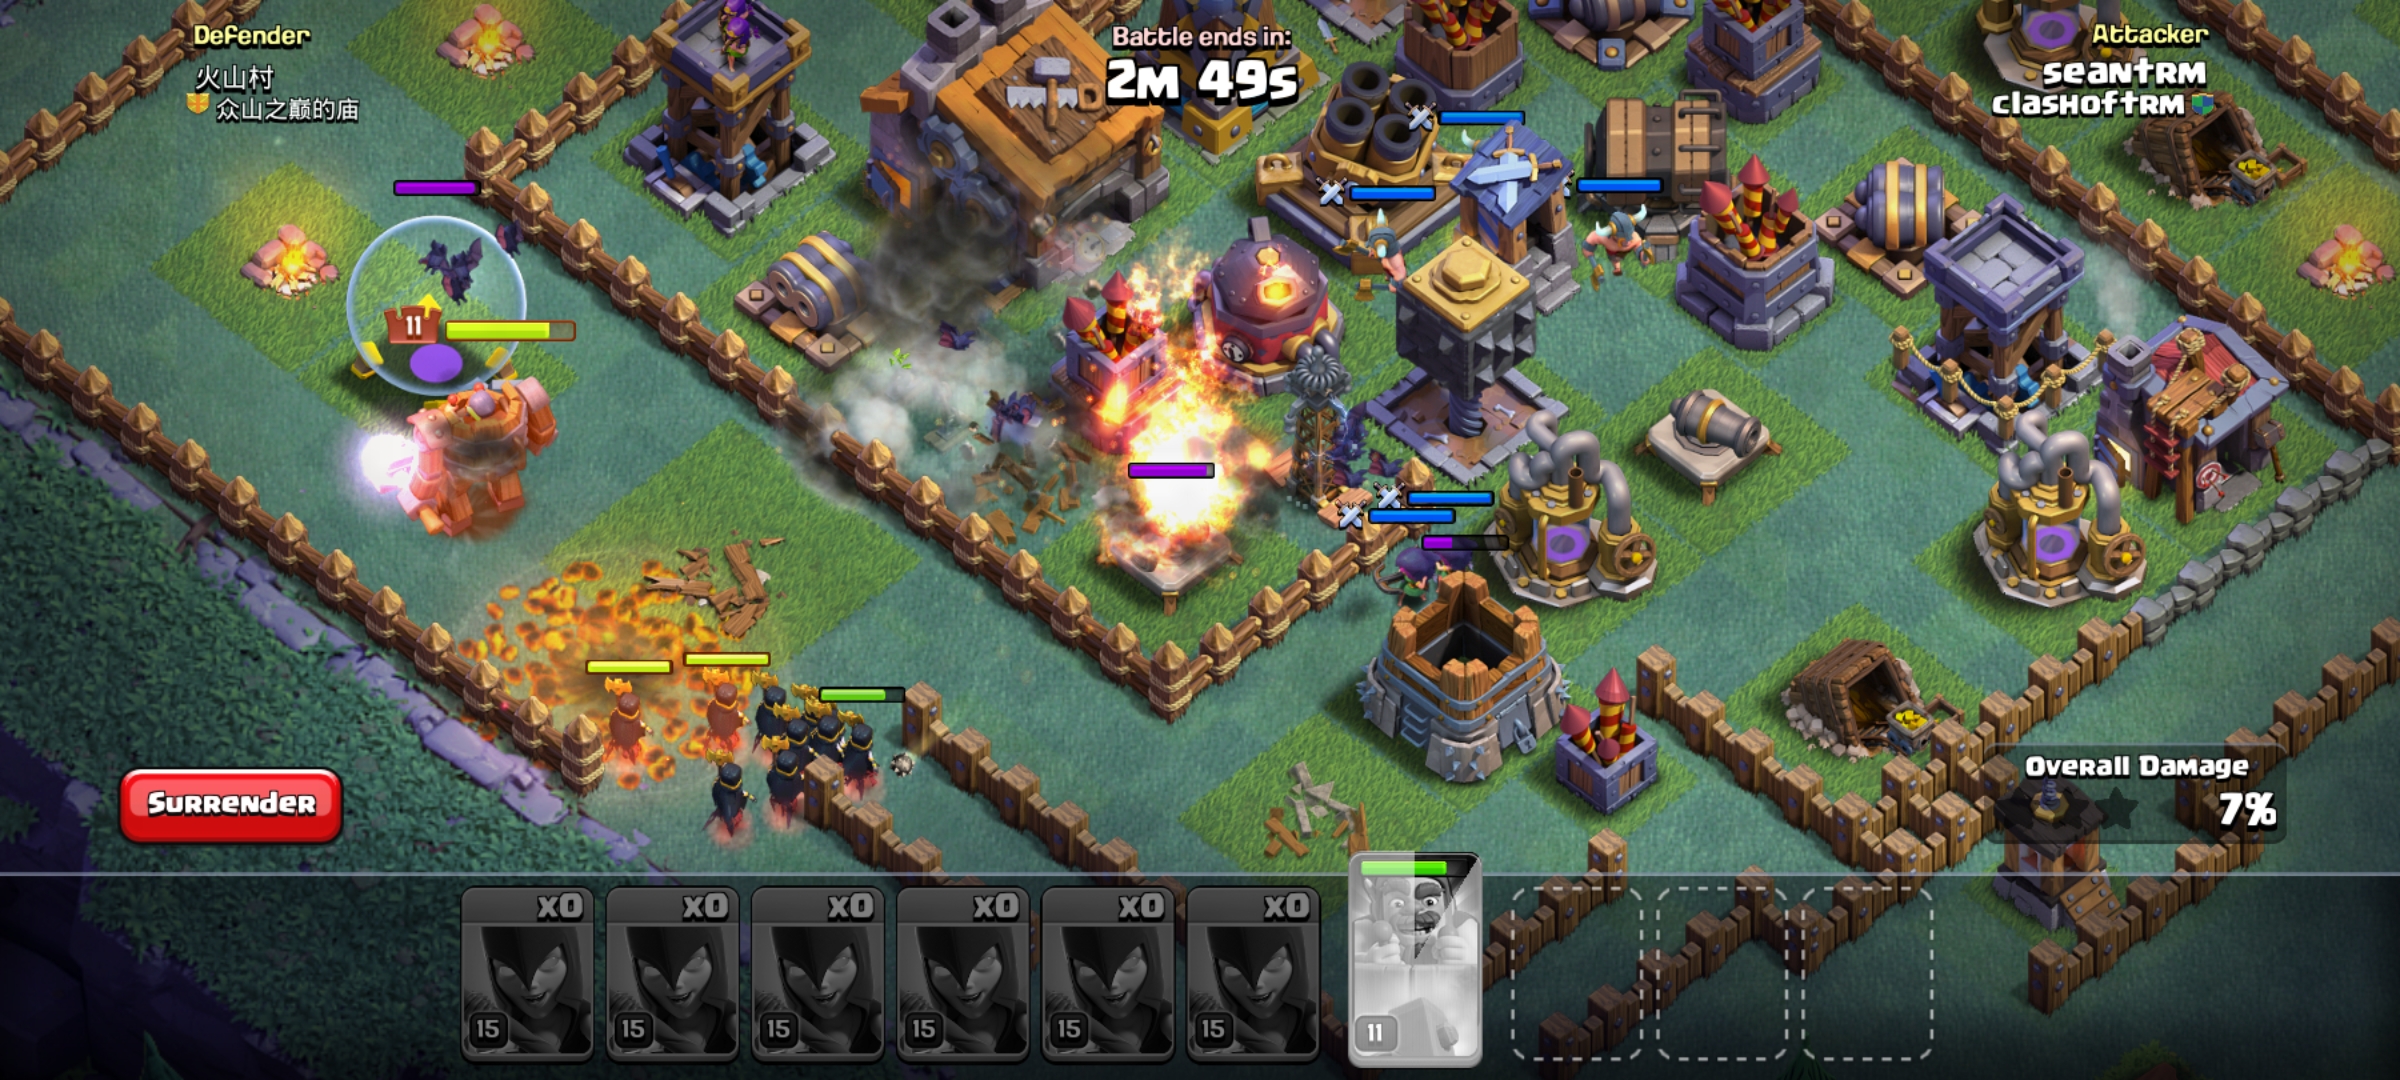 Defender
火山村
众山之巅的庙
Battle ends in:
2M 49s
Attacker
seantrm
clashoftrm
11
Surrender
Overall Damage
7%
x0
x0
x0
x0
x0
x0
15
15
15
15
15
15
11